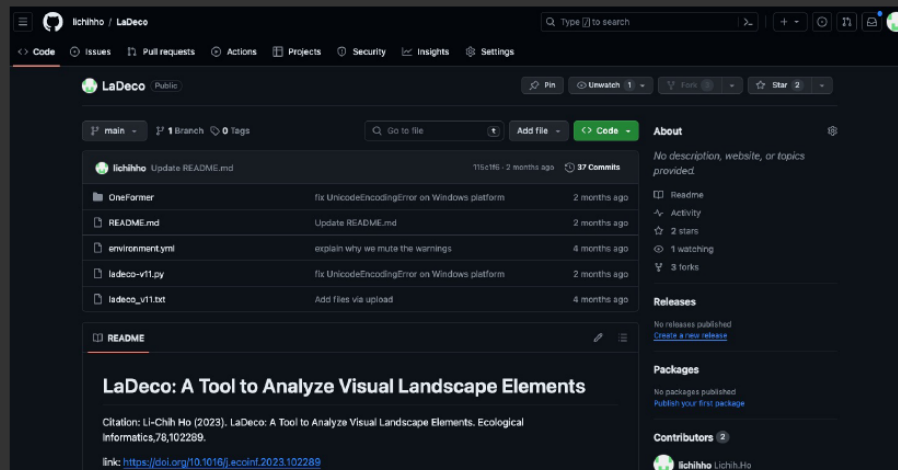 lichihho / LaDeco
Type / to search
Code Issues Pull requests Actions Projects Security Insights Settings
LaDeco Public
Pin Unwatch 1 Fork Star 2
main 1 Branch 0 Tags
Go to file t
Add file
Code
About
lichihho Update README.md 115c1f6 · 2 months ago 37 Commits
No description, website, or topics
provided.
OneFormer fix UnicodeEncodingError on Windows platform 2 months ago
README.md Update README.md 2 months ago
environment.yml explain why we mute the warnings 4 months ago
ladeco-v11.py fix UnicodeEncodingError on Windows platform 2 months ago
ladeco_v11.txt Add files via upload 4 months ago
Readme
Activity
2 stars
1 watching
3 forks
Releases
No releases published
Create a new release
README
LaDeco: A Tool to Analyze Visual Landscape Elements
Citation: Li-Chih Ho (2023). LaDeco: A Tool to Analyze Visual Landscape Elements. Ecological
Informatics,78,102289.
link: https://doi.org/10.1016/j.ecoinf.2023.102289
Packages
No packages published
Publish your first package
Contributors 2
lichihho Lichih.Ho